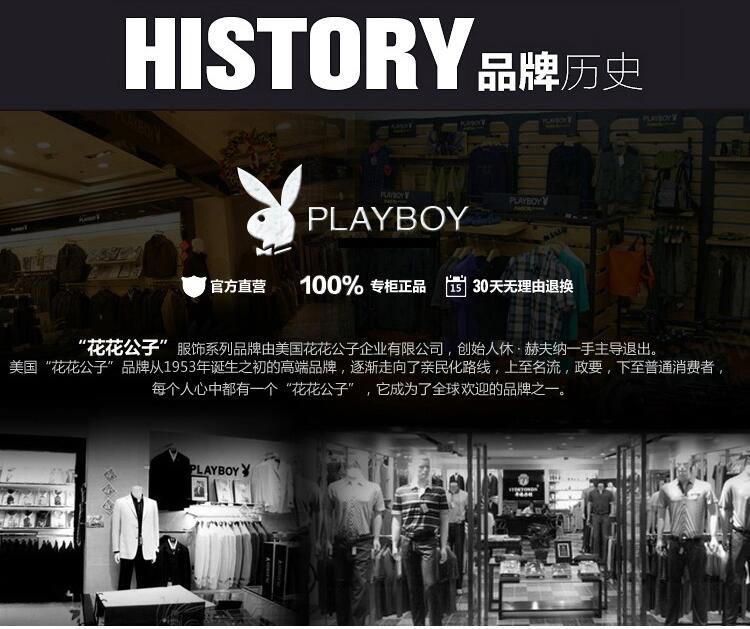 HISTORY 品牌历史
PLAYBOY
官方直营 100% 专柜正品 15 30天无理由退换
“花花公子”服饰系列品牌由美国花花公子企业有限公司，创始人休·赫夫纳一手主导退出。
美国“花花公子”品牌从1953年诞生之初的高端品牌，逐渐走向了亲民化路线，上至名流，政要，下至普通消费者，
每个人心中都有一个“花花公子”，它成为了全球欢迎的品牌之一。
PLAYBOY
PLAYBOY
PLAYBOY
PLAYBOY
PLAYBOY
PLAYBOY